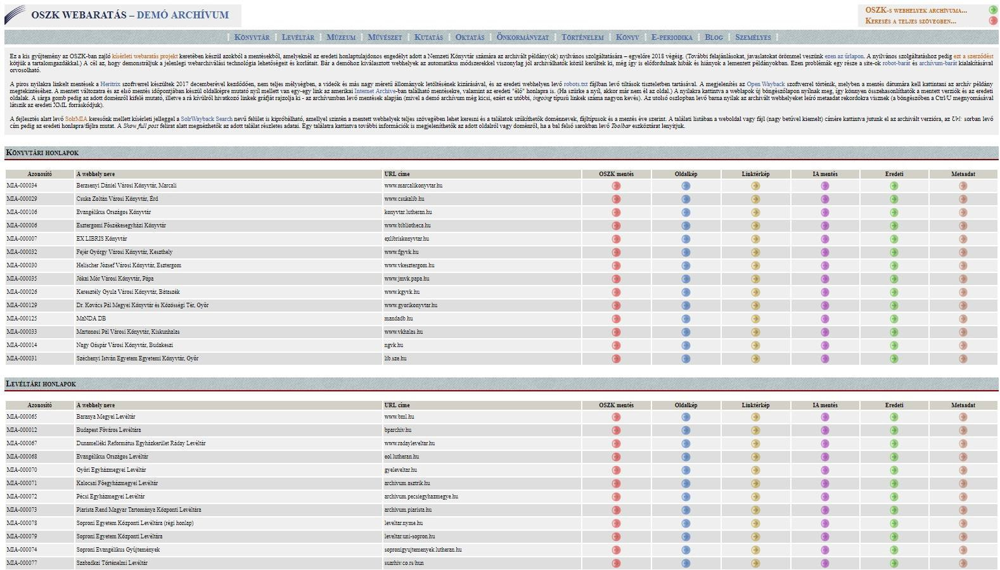 OSZK WEBARATÁS – DEMÓ ARCHÍVUM
OSZK-s webhelyek archívuma...
Keresés a teljes szövegben...
Könyvtár Levéltár Múzeum Művészet Kutatás Oktatás Önkormányzat Történelem Könyv E-periodika Blog Személyes
Ez a kis gyűjtemény az OSZK-ban zajló kísérleti webaratás projekt keretében készül azokból a mentésekből, amelyeknél az eredeti honlaptulajdonos engedélyt adott a Nemzeti Könyvtár számára az archivált példány(ok) nyilvános szolgáltatására – egyelőre 2018 végéig. (További felajánlásokat, javaslatokat örömmel veszünk ezen az űrlapon. A nyilvános szolgáltatáshoz pedig ezt a szerződést
kötjük a tartalomgazdákkal.) A cél az, hogy demonstráljuk a jelenlegi webarchiválási technológia lehetőségeit és korlátait. Bár a demóhoz kiválasztott webhelyek az automatikus módszerekkel viszonylag jól archiválhatók közül kerültek ki, még így is előfordulnak hibák és hiányok a lementett példányokban. Ezen problémák egy része a site-ok robot-barát és archívum-barát kialakításával
orvosolható.
A piros nyilakra linkelt mentések a Heritrix szoftverrel készültek 2017 decemberével kezdődően, nem teljes mélységben, a videók és más nagy méretű állományok letöltésének kizárásával, és az eredeti webhelyen levő robots.txt fájlban levő tiltások tiszteletben tartásával. A megjelenítés az Open Wayback szoftverrel történik, melyben a mentés dátumára kell kattintani az archív példány
megtekintéséhez. A mentett változatra és az első mentés időpontjában készül oldalképre mutató nyíl mellett van egy-egy link az amerikai Internet Archive-ban található mentésekre, valamint az eredeti "élő" honlapra is. (Ha szürke a nyíl, akkor már nem él az oldal.) A nyilakra kattintva a weblapok új böngészőlapon nyílnak meg, így könnyen összehasonlíthatók a mentett verziók és az eredeti
oldalak. A sárga gomb pedig az adott doménről kifelé mutató, illetve a rá kívülről hivatkozó linkek gráfját rajzolja ki - az archívumban levő mentések alapján (mivel a demó archívum még kicsi, ezért ez utóbbi, ingoing típusú linkek száma nagyon kevés). Az utolsó oszlopban levő barna nyilak az archivált webhelyeket leíró metaadat rekordokra visznek (a böngészőben a Ctrl/U megnyomásával
látszik az eredeti XML forráskódjuk).
A fejlesztés alatt levő SolrMIA keresőnk mellett kísérleti jelleggel a SolrWayback Search nevű felület is kipróbálható, amellyel szintén a mentett webhelyek teljes szövegében lehet keresni és a találatok szűkíthetők doménnevek, fájltípusok és a mentés éve szerint. A találati listában a weboldal vagy fájl (nagy betűvel kiemelt) címére kattintva jutunk el az archivált verzióra, az Url: sorban levő
cím pedig az eredeti honlapra/fájlra mutat. A Show full post felirat alatt megnézhetők az adott találat részletes adatai. Egy találatra kattintva további információk is megjeleníthetők az adott oldalról vagy doménről, ha a bal felső sarokban levő Toolbar eszköztárat lenyitjuk.
Könyvtári honlapok
Azonosító A webhely neve URL címe OSZK mentés Oldalkép Linktérkép IA mentés Eredeti Metaadat
MIA-000034 Berzsenyi Dániel Városi Könyvtár, Marcali www.marcalikonyvtar.hu
MIA-000029 Csuka Zoltán Városi Könyvtár, Érd www.csukalib.hu
MIA-000106 Evangélikus Országos Könyvtár konyvtar.lutheran.hu
MIA-000006 Esztergomi Főszékesegyházi Könyvtár www.bibliotheca.hu
MIA-000007 EX LIBRIS Könyvtár exlibriskonyvtar.hu
MIA-000032 Fejér György Városi Könyvtár, Keszthely www.fgyvk.hu
MIA-000030 Helischer József Városi Könyvtár, Esztergom www.vkesztergom.hu
MIA-000035 Jókai Mór Városi Könyvtár, Pápa www.jmvk.papa.hu
MIA-000026 Keresztély Gyula Városi Könyvtár, Bátaszék www.kgyvk.hu
MIA-000129 Dr. Kovács Pál Megyei Könyvtár és Közösségi Tér, Győr www.gyorikonyvtar.hu
MIA-000125 MaNDA DB mandadb.hu
MIA-000033 Martonosi Pál Városi Könyvtár, Kiskunhalas www.vkhalas.hu
MIA-000014 Nagy Gáspár Városi Könyvtár, Budakeszi ngvk.hu
MIA-000031 Széchenyi István Egyetem Egyetemi Könyvtár, Győr lib.sze.hu
Levéltári honlapok
Azonosító A webhely neve URL címe OSZK mentés Oldalkép Linktérkép IA mentés Eredeti Metaadat
MIA-000065 Baranya Megyei Levéltár www.bml.hu
MIA-000012 Budapest Főváros Levéltára bparchiv.hu
MIA-000067 Dunamelléki Református Egyházkerület Ráday Levéltár www.radayleveltar.hu
MIA-000068 Evangélikus Országos Levéltár eol.lutheran.hu
MIA-000070 Győri Egyházmegyei Levéltár gyeleveltar.hu
MIA-000071 Kalocsai Főegyházmegyei Levéltár archivum.asztrik.hu
MIA-000072 Pécsi Egyházmegyei Levéltár archivum.pecsiegyhazmegye.hu
MIA-000073 Piarista Rend Magyar Tartománya Központi Levéltára archivum.piarista.hu
MIA-000078 Soproni Egyetem Központi Levéltára (régi honlap) leveltar.nyme.hu
MIA-000079 Soproni Egyetem Központi Levéltára leveltar.uni-sopron.hu
MIA-000074 Soproni Evangélikus Gyűjtemények sopronigyujtemenyek.lutheran.hu
MIA-000077 Szabadkai Történelmi Levéltár suarhiv.co.rs/hun